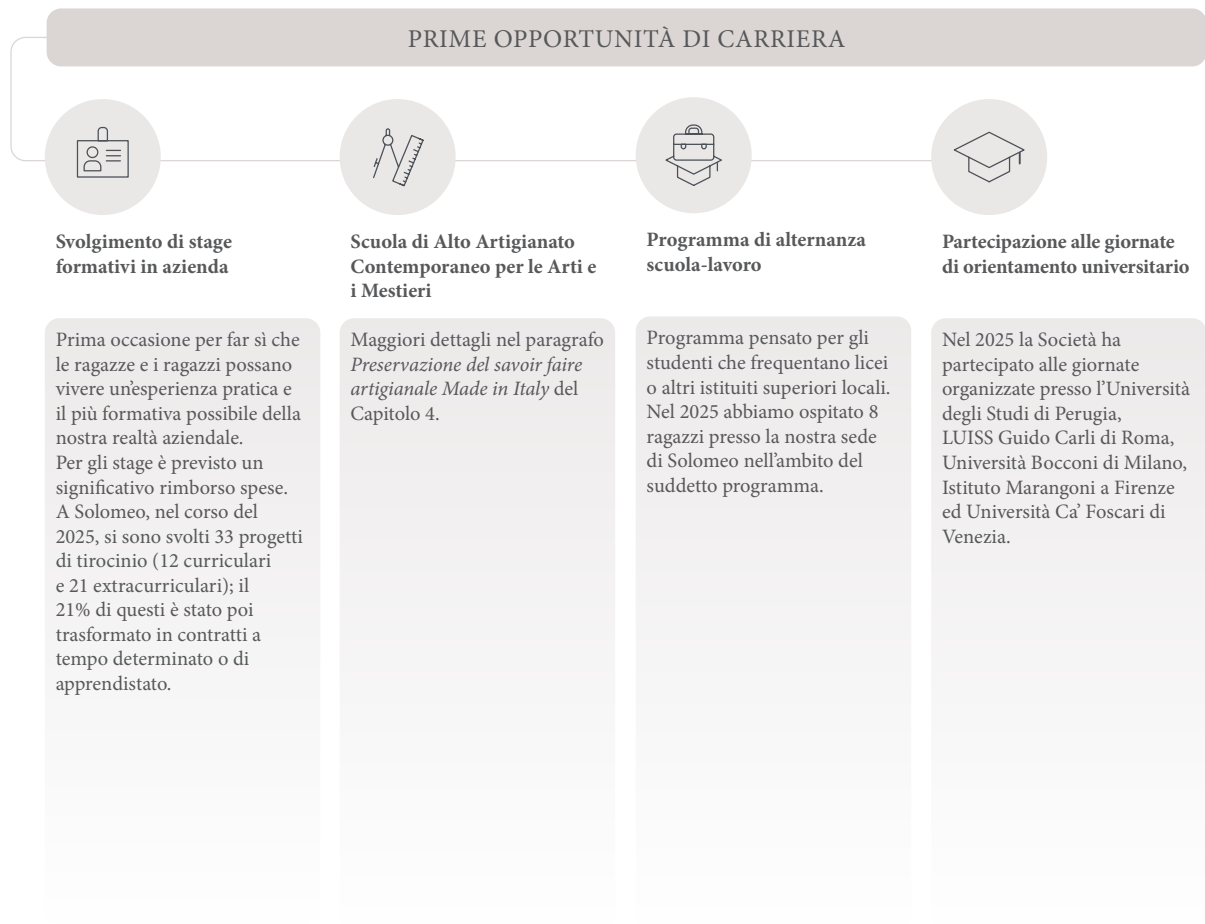 PRIME OPPORTUNITÀ DI CARRIERA
Svolgimento di stage
formativi in azienda
Prima occasione per far sì che
le ragazze e i ragazzi possano
vivere un'esperienza pratica e
il più formativa possibile della
nostra realtà aziendale.
Per gli stage è previsto un
significativo rimborso spese.
A Solomeo, nel corso del
2025, si sono svolti 33 progetti
di tirocinio (12 curriculari
e 21 extracurriculari); il
21% di questi è stato poi
trasformato in contratti a
tempo determinato o di
apprendistato.
Scuola di Alto Artigianato
Contemporaneo per le Arti e
i Mestieri
Maggiori dettagli nel paragrafo
Preservazione del savoir faire
artigianale Made in Italy del
Capitolo 4.
Programma di alternanza
scuola-lavoro
Programma pensato per gli
studenti che frequentano licei
o altri istituiti superiori locali.
Nel 2025 abbiamo ospitato 8
ragazzi presso la nostra sede
di Solomeo nell'ambito del
suddetto programma.
Partecipazione alle giornate
di orientamento universitario
Nel 2025 la Società ha
partecipato alle giornate
organizzate presso l'Università
degli Studi di Perugia,
LUISS Guido Carli di Roma,
Università Bocconi di Milano,
Istituto Marangoni a Firenze
ed Università Ca' Foscari di
Venezia.